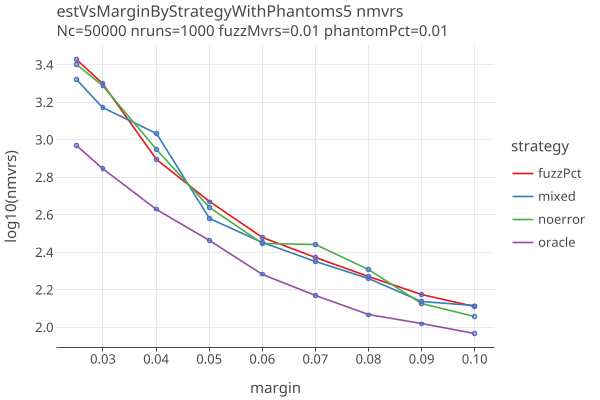 estVsMarginByStrategyWithPhantoms5 nmvrs
Nc=50000 nruns=1000 fuzzMvrs=0.01 phantomPct=0.01
log10(nmvrs)
3.4
3.2
3.0
2.8
2.6
2.4
2.2
2.0
0.03 0.04 0.05 0.06 0.07 0.08 0.09 0.10
margin
strategy
fuzzPct
mixed
noerror
oracle